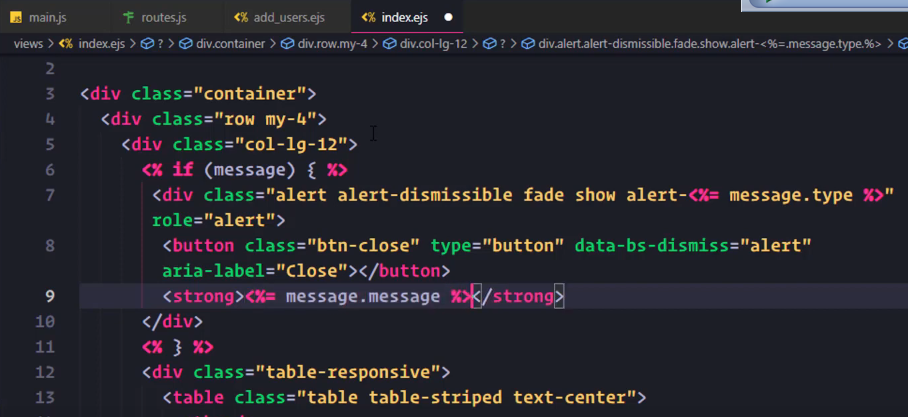 JS main.js routes.js <%= add_users.ejs <%= index.ejs
views > <%= index.ejs > ? > div.container > div.row.my-4 > div.col-lg-12 > ? > div.alert.alert-dismissible.fade.show.alert-<%=.message.type.%> >
2
3 <div class="container">
4 <div class="row my-4">
5 <div class="col-lg-12">
6 <% if (message) { %>
7 <div class="alert alert-dismissible fade show alert-<%= message.type %>"
role="alert">
8 <button class="btn-close" type="button" data-bs-dismiss="alert"
aria-label="Close"></button>
9 <strong><%= message.message %></strong>
10 </div>
11 <% } %>
12 <div class="table-responsive">
13 <table class="table table-striped text-center">